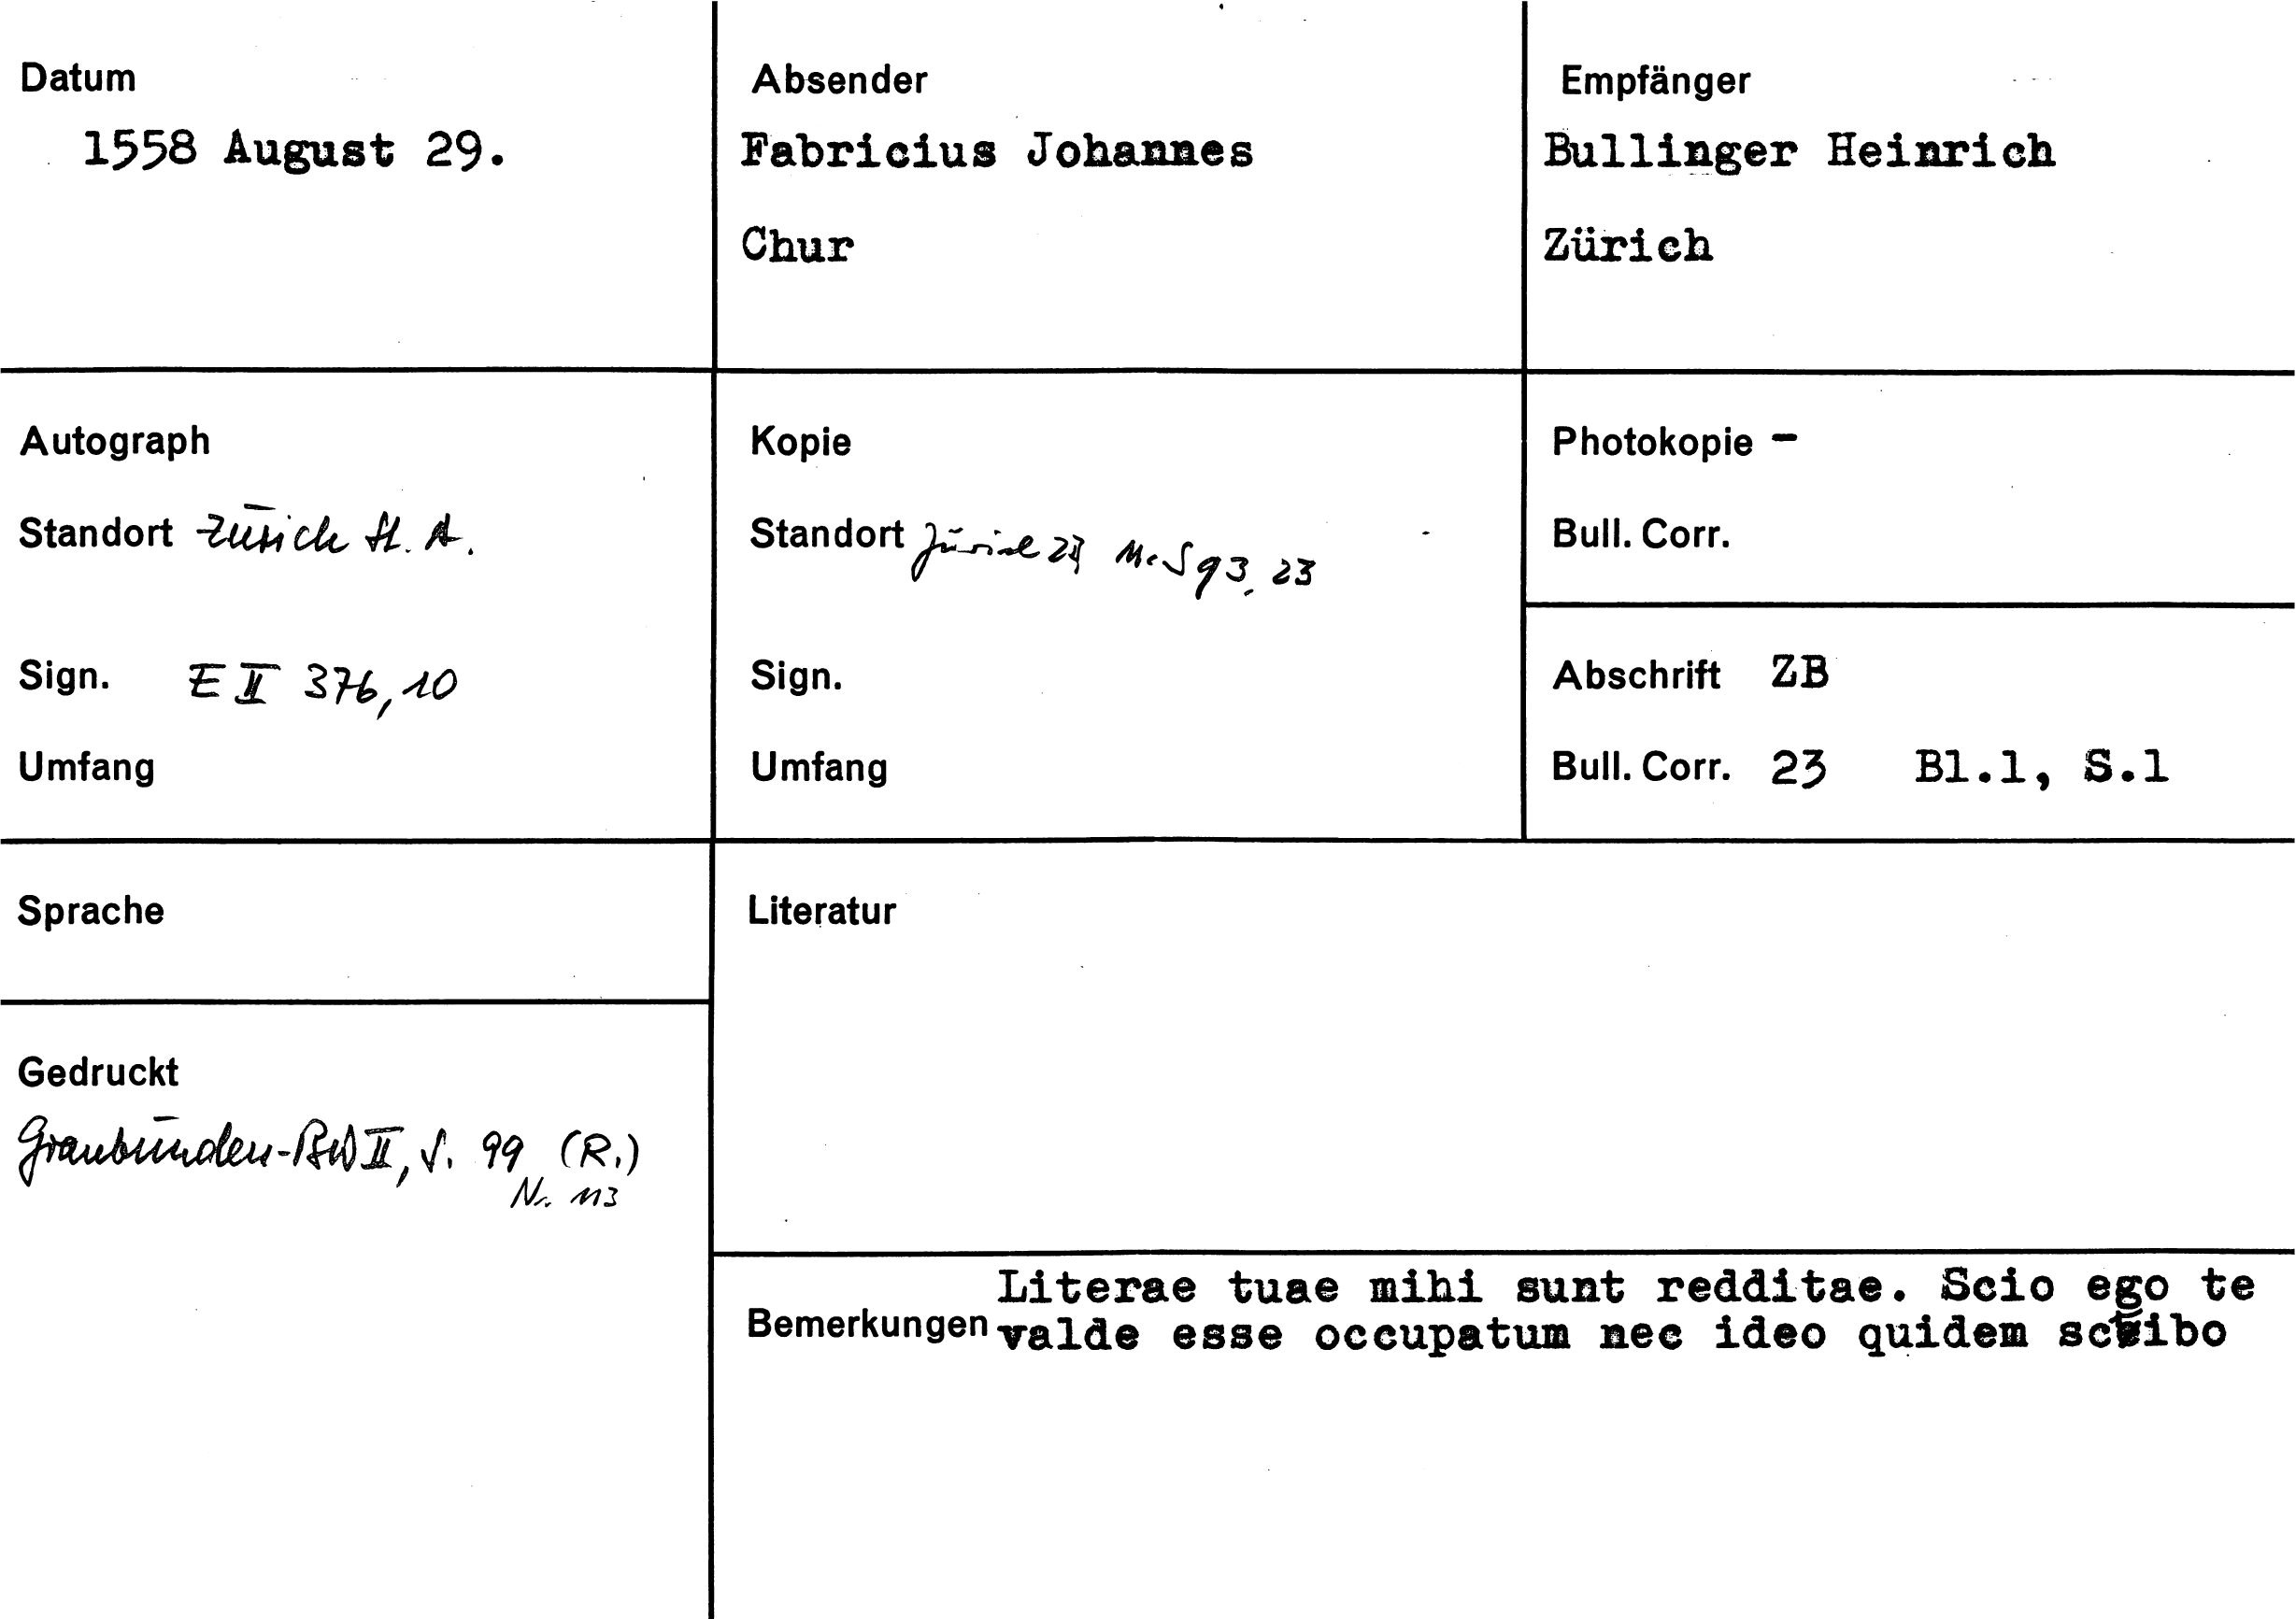 Datum
1558 August 29.
Absender
Fabricius Johannes
Chur
Empfänger
Bullinger Heinrich
Zürich
Autograph
Standort Zürich St. A.
Sign. E II 376, 10
Umfang
Kopie
Standort Zürich ZB Ms S 93, 23
Sign.
Umfang
Photokopie -
Bull. Corr.
Abschrift ZB
Bull. Corr. 23 Bl.1, S.1
Sprache
Gedruckt
Graubünden-BW II, S. 99 (R.)
Nr. 113
Literatur
Bemerkungen Literae tuae mihi sunt redditae. Scio ego te
valde esse occupatum nec ideo quidem scribo